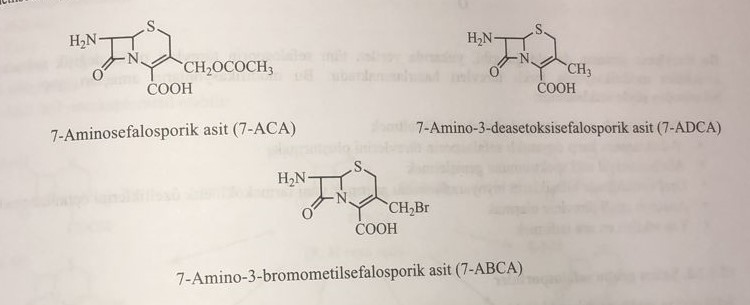 H₂N
S
N
O
CH₂OCOCH₃
COOH
7-Aminosefalosporik asit (7-ACA)
H₂N
S
N
O
CH₃
COOH
7-Amino-3-deasetoksisefalosporik asit (7-ADCA)
H₂N
S
N
O
CH₂Br
COOH
7-Amino-3-bromometilsefalosporik asit (7-ABCA)